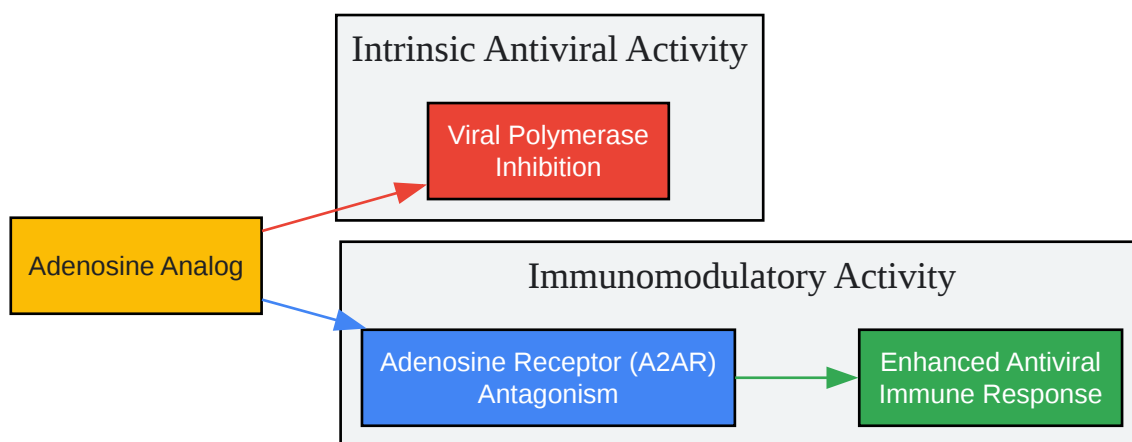 Intrinsic Antiviral Activity
Viral Polymerase
Inhibition
Adenosine Analog
Immunomodulatory Activity
Adenosine Receptor (A2AR)
Antagonism
Enhanced Antiviral
Immune Response